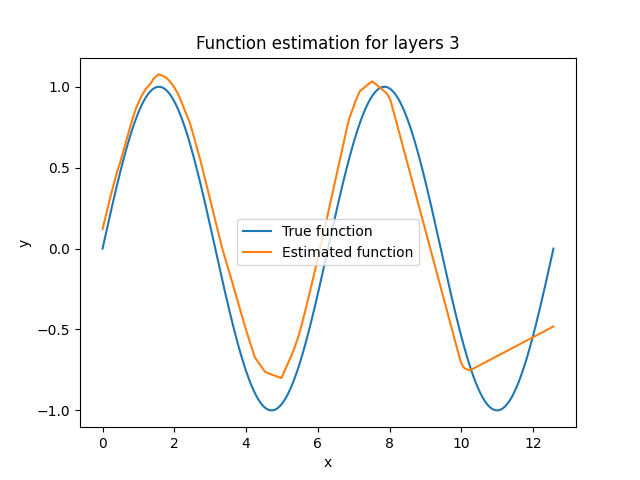 Function estimation for layers 3
1.0
0.5
0.0
−0.5
−1.0
y
True function
Estimated function
0 2 4 6 8 10 12
x